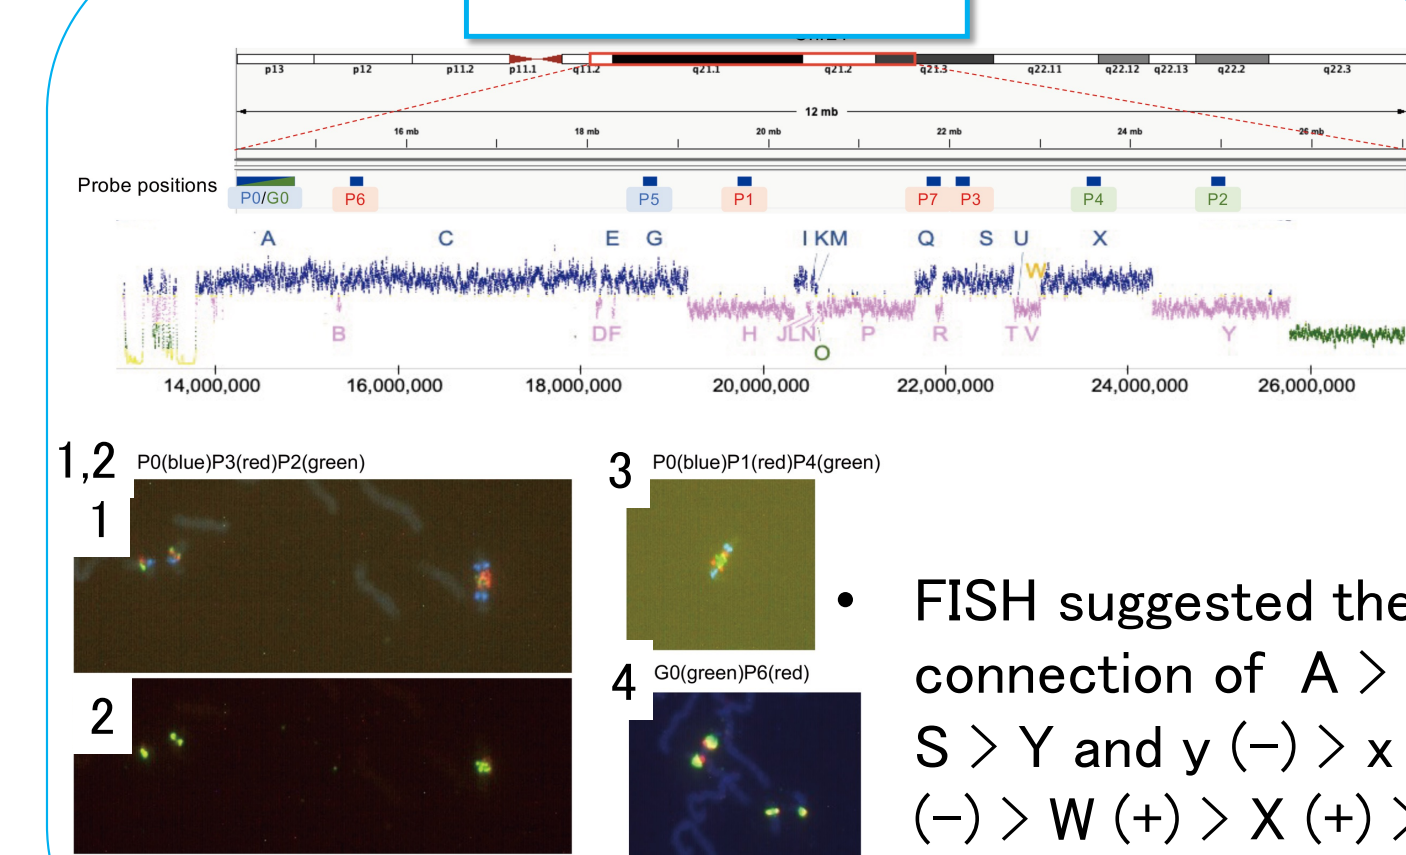 p13 p12 p11.2 p11.1 q11.2 q21.1 q21.2 q21.3 q22.11 q22.12 q22.13 q22.2 q22.3
12 mb
16 mb 18 mb 20 mb 22 mb 24 mb 26 mb
Probe positions
P0/G0 P6 P5 P1 P7 P3 P4 P2
A C E G I K M Q S U X
W
B D F H J L N P R T V Y
O
14,000,000 16,000,000 18,000,000 20,000,000 22,000,000 24,000,000 26,000,000
1,2 P0(blue)P3(red)P2(green)
1
2
3 P0(blue)P1(red)P4(green)
4 G0(green)P6(red)
• FISH suggested the
connection of A >
S > Y and y (−) > x
(−) > W (+) > X (+) >